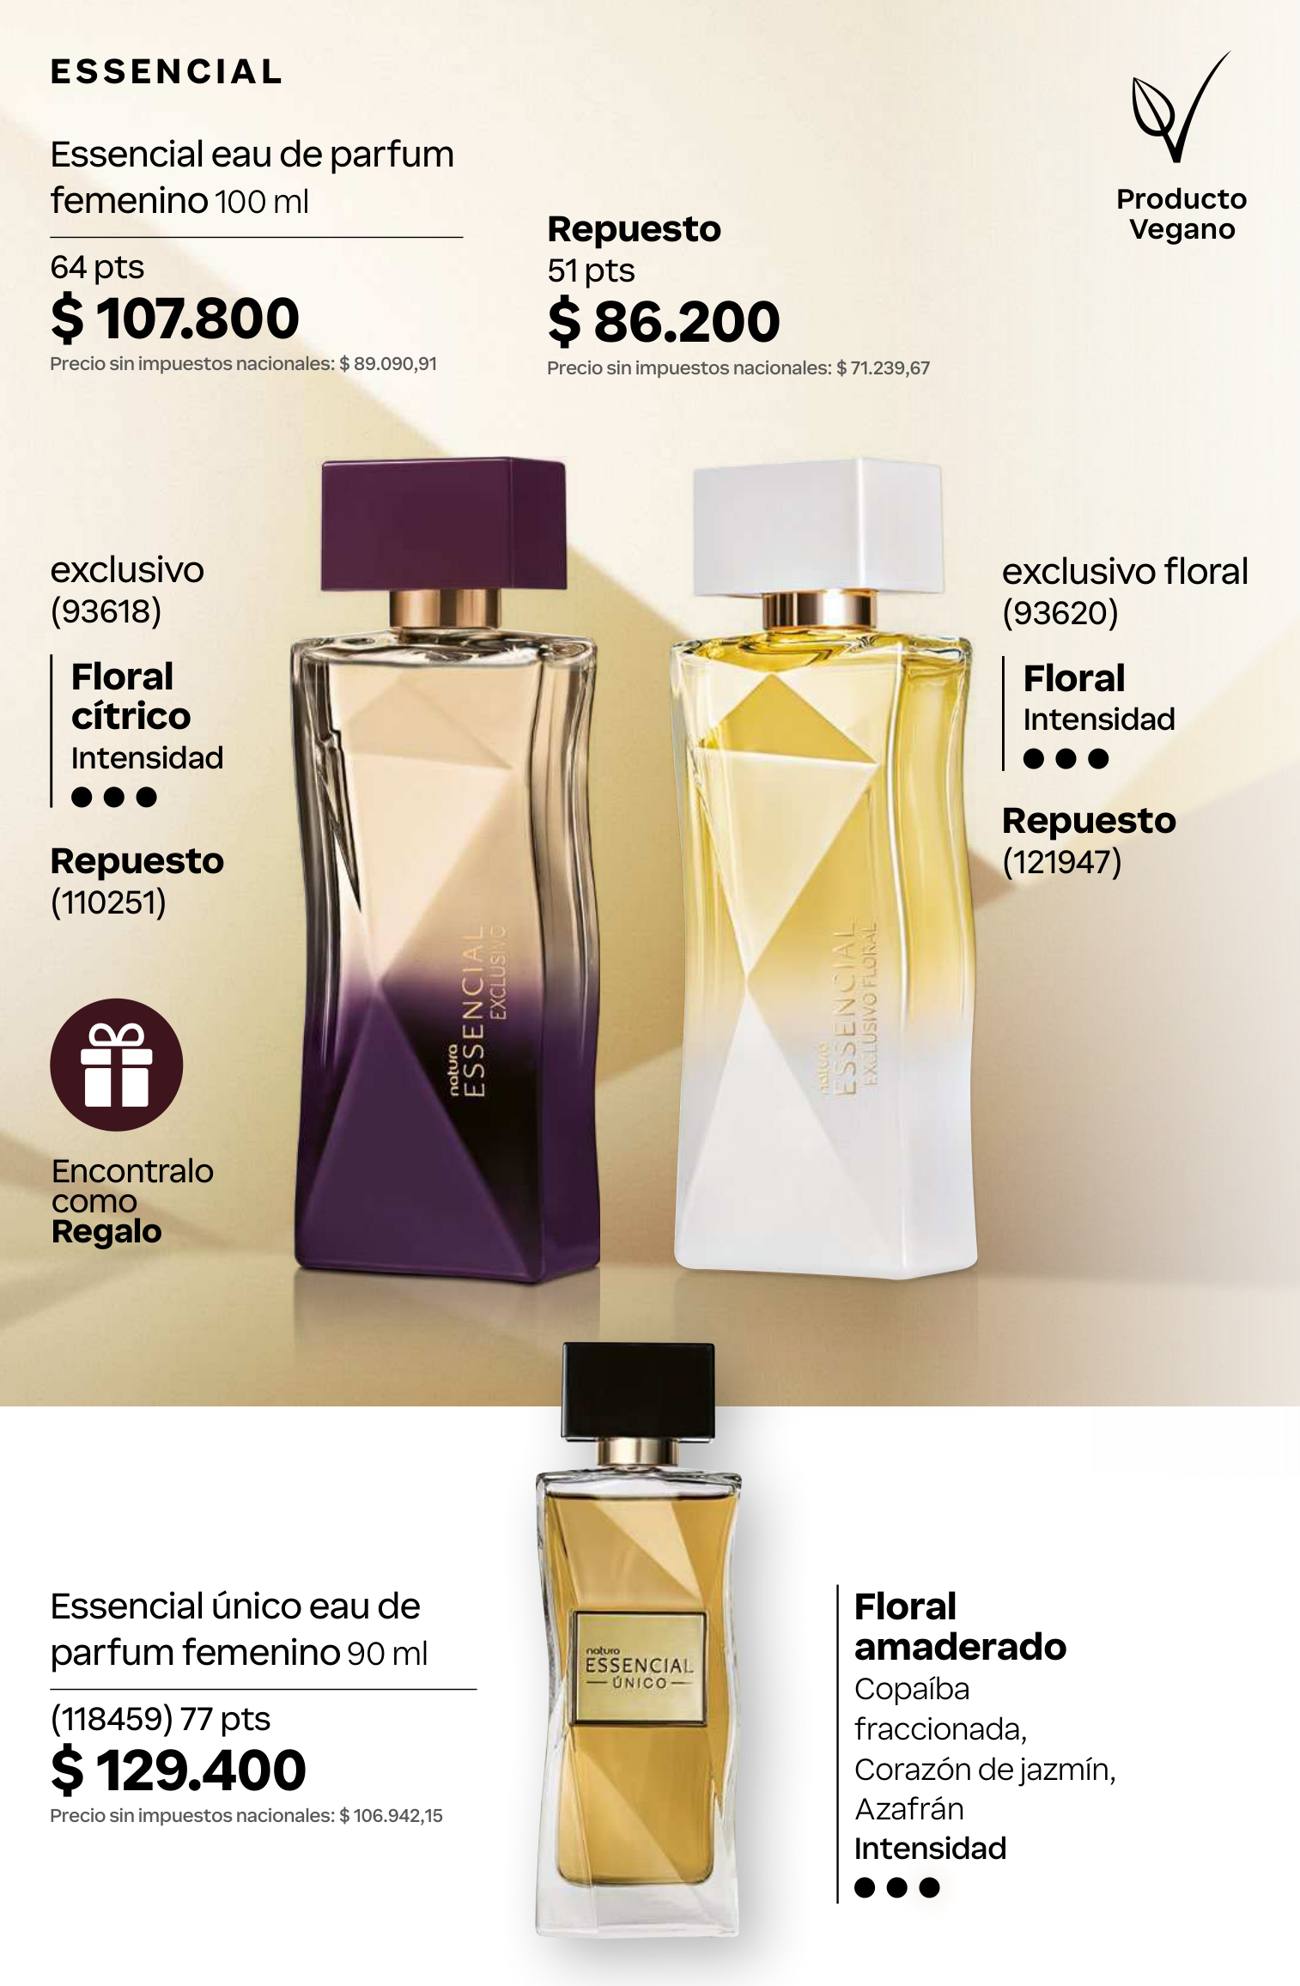 ESSENCIAL
Essencial eau de parfum
femenino 100 ml
64 pts
$ 107.800
Precio sin impuestos nacionales: $ 89.090,91
Repuesto
51 pts
$ 86.200
Precio sin impuestos nacionales: $ 71.239,67
Producto
Vegano
exclusivo
(93618)
Floral
cítrico
Intensidad
Repuesto
(110251)
exclusivo floral
(93620)
Floral
Intensidad
Repuesto
(121947)
natura
ESSENCIAL
EXCLUSIVO
natura
ESSENCIAL
EXCLUSIVO FLORAL
Encontralo
como
Regalo
Essencial único eau de
parfum femenino 90 ml
(118459) 77 pts
$ 129.400
Precio sin impuestos nacionales: $ 106.942,15
natura
ESSENCIAL
ÚNICO
Floral
amaderado
Copaíba
fraccionada,
Corazón de jazmín,
Azafrán
Intensidad